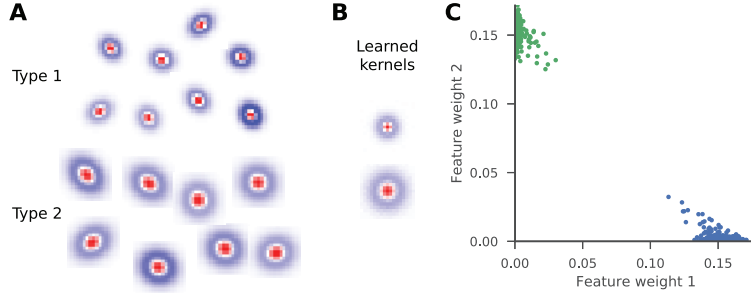 A
B
C
Type 1
Type 2
Learned
kernels
Feature weight 2
0.15
0.10
0.05
0.00
0.00
0.05
0.10
0.15
Feature weight 1